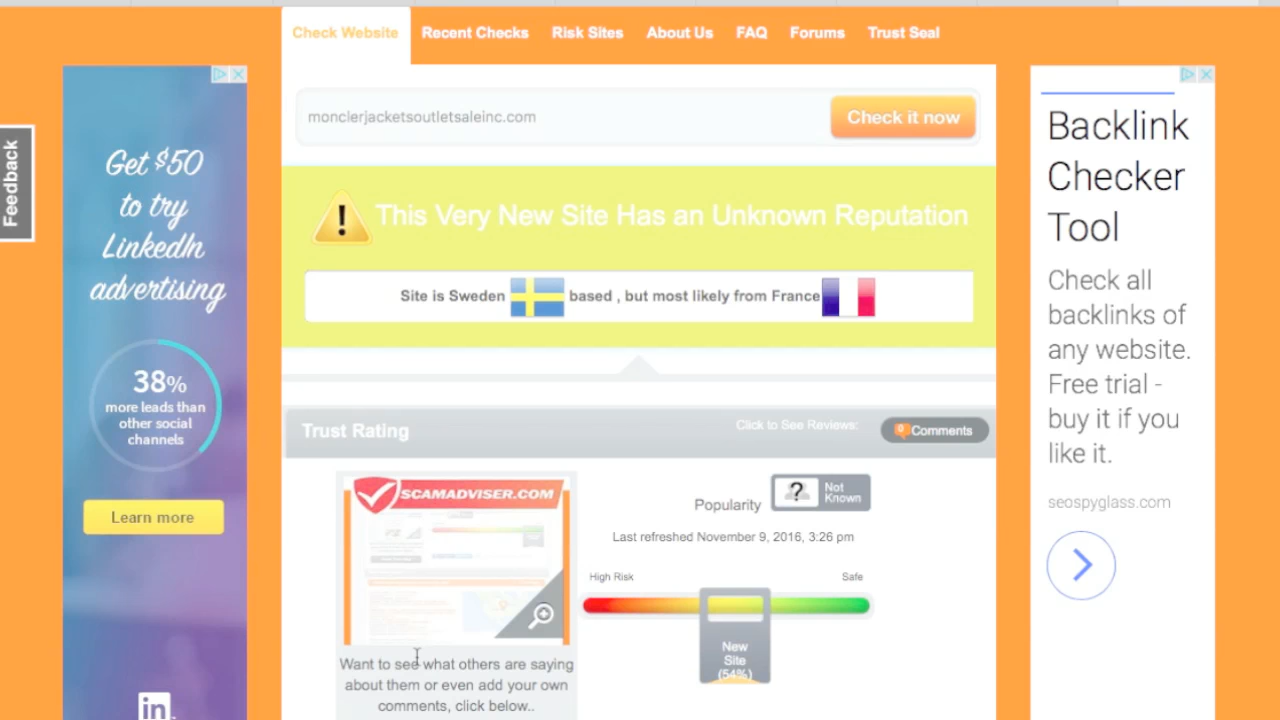 Check Website
Recent Checks
Risk Sites
About Us
FAQ
Forums
Trust Seal
monclerjacketsoutletsaleinc.com
Check it now
Feedback
Get $50
to try
LinkedIn
advertising
38%
more leads than
other social
channels
Learn more
in
This Very New Site Has an Unknown Reputation
Site is Sweden based , but most likely from France
Trust Rating
Click to See Reviews:
0 Comments
SCAMADVISER.COM
Want to see what others are saying
about them or even add your own
comments, click below..
Popularity
Not
Known
Last refreshed November 9, 2016, 3:26 pm
High Risk
Safe
New
Site
(54%)
Backlink
Checker
Tool
Check all
backlinks of
any website.
Free trial -
buy it if you
like it.
seospyglass.com